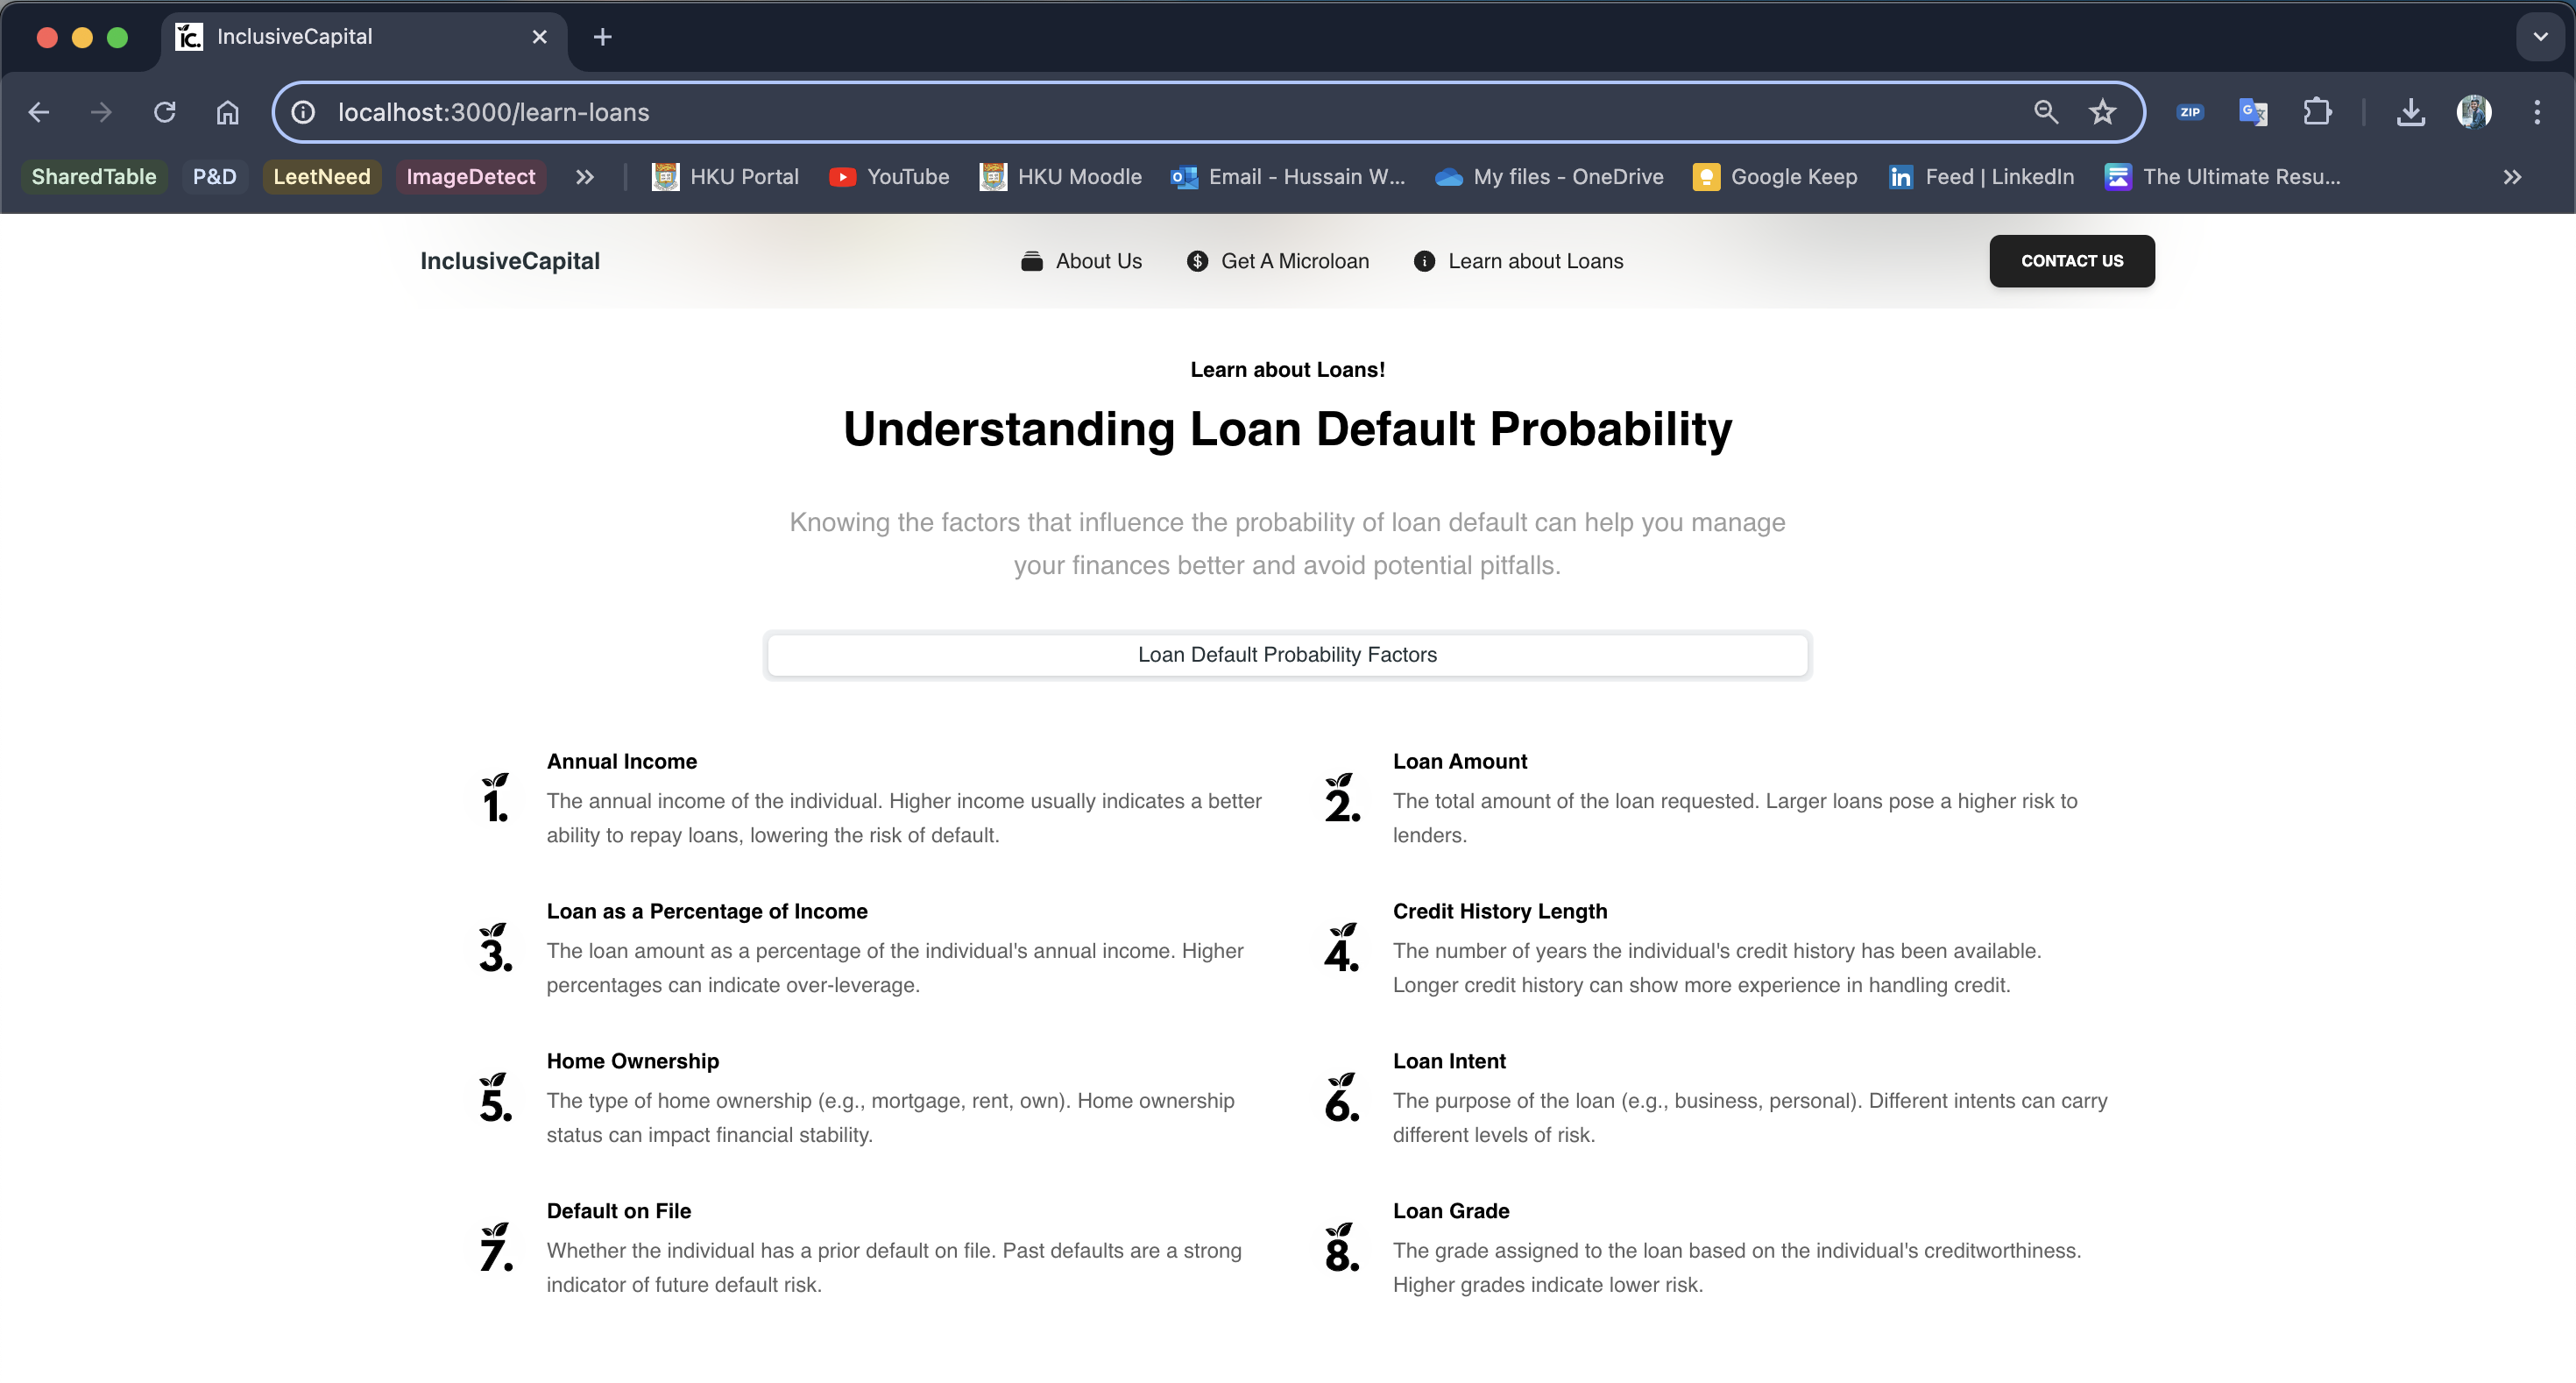 ic. InclusiveCapital
localhost:3000/learn-loans
ZIP
G
SharedTable P&D LeetNeed ImageDetect HKU Portal YouTube HKU Moodle Email - Hussain W... My files - OneDrive Google Keep in Feed | LinkedIn The Ultimate Resu...
InclusiveCapital About Us Get A Microloan Learn about Loans CONTACT US
Learn about Loans!
Understanding Loan Default Probability
Knowing the factors that influence the probability of loan default can help you manage
your finances better and avoid potential pitfalls.
Loan Default Probability Factors
1.
Annual Income
The annual income of the individual. Higher income usually indicates a better
ability to repay loans, lowering the risk of default.
2.
Loan Amount
The total amount of the loan requested. Larger loans pose a higher risk to
lenders.
3.
Loan as a Percentage of Income
The loan amount as a percentage of the individual's annual income. Higher
percentages can indicate over-leverage.
4.
Credit History Length
The number of years the individual's credit history has been available.
Longer credit history can show more experience in handling credit.
5.
Home Ownership
The type of home ownership (e.g., mortgage, rent, own). Home ownership
status can impact financial stability.
6.
Loan Intent
The purpose of the loan (e.g., business, personal). Different intents can carry
different levels of risk.
7.
Default on File
Whether the individual has a prior default on file. Past defaults are a strong
indicator of future default risk.
8.
Loan Grade
The grade assigned to the loan based on the individual's creditworthiness.
Higher grades indicate lower risk.